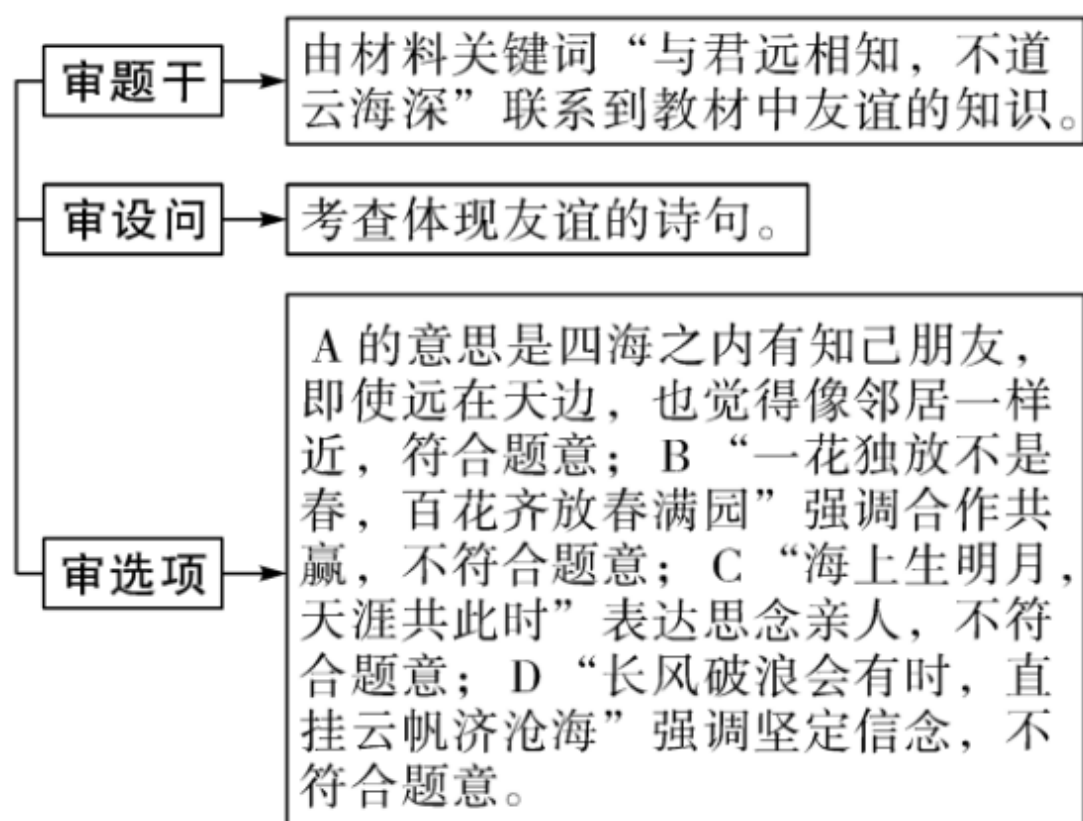 审题干
由材料关键词“与君远相知，不道
云海深”联系到教材中友谊的知识。
审设问
考查体现友谊的诗句。
审选项
A 的意思是四海之内有知己朋友，
即使远在天边，也觉得像邻居一样
近，符合题意；B “一花独放不是
春，百花齐放春满园”强调合作共
赢，不符合题意；C “海上生明月，
天涯共此时”表达思念亲人，不符
合题意；D “长风破浪会有时，直
挂云帆济沧海”强调坚定信念，不
符合题意。